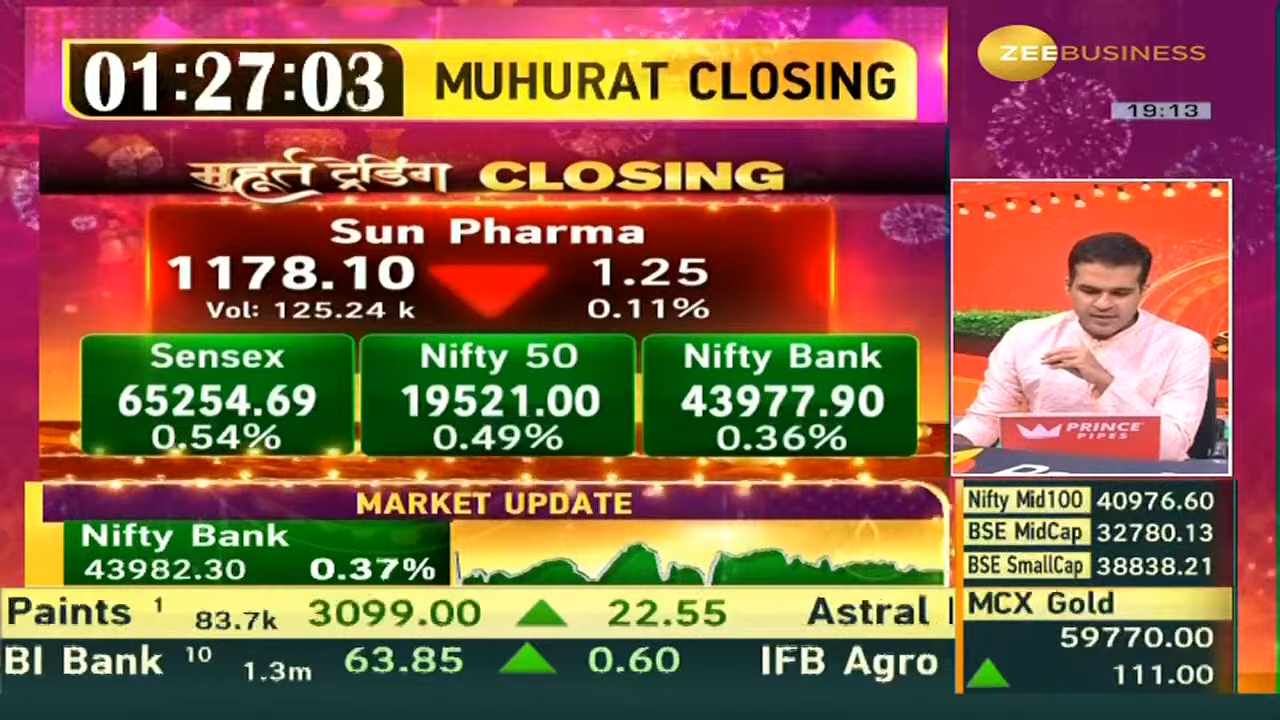 01:27:03 MUHURAT CLOSING
ZEEBUSINESS
19:13
मुहूर्त ट्रेडिंग CLOSING
Sun Pharma
1178.10 1.25
Vol: 125.24 k 0.11%
Sensex
65254.69
0.54%
Nifty 50
19521.00
0.49%
Nifty Bank
43977.90
0.36%
PRINCE
PIPES
MARKET UPDATE
Nifty Bank
43982.30 0.37%
Nifty Mid100 40976.60
BSE MidCap 32780.13
BSE SmallCap 38838.21
MCX Gold
59770.00
111.00
Paints 1 83.7k 3099.00 22.55 Astral
BI Bank 10 1.3m 63.85 0.60 IFB Agro